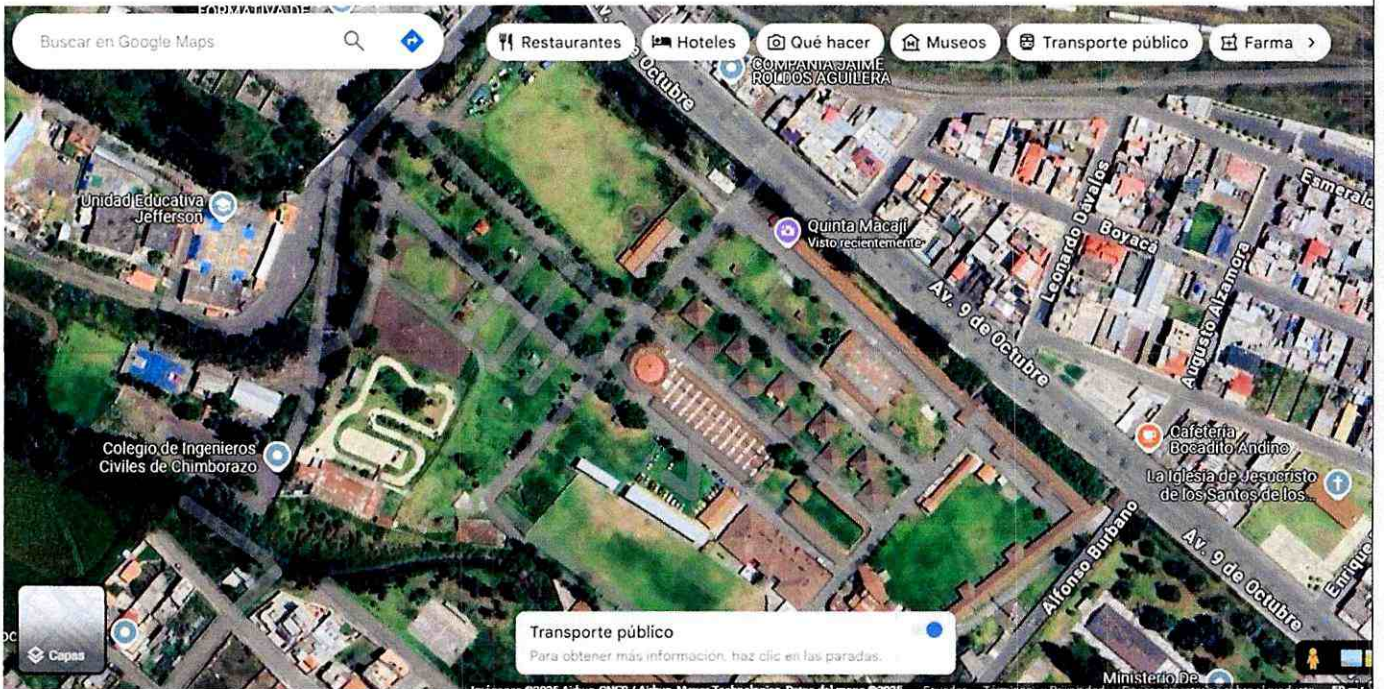 FORMATIVA DE
Buscar en Google Maps
Restaurantes
Hoteles
Qué hacer
Museos
Transporte público
Farma
Octubre
COMPAÑIA JAIME
ROLDOS AGUILERA
Unidad Educativa
Jefferson
Quinta Macají
Visto recientemente
Leonardo Dávalos
Boyacá
Augusto Alzamora
Av. 9 de Octubre
Cafetería
Bocadito Andino
La Iglesia de Jesucristo
de los Santos de los...
Colegio de Ingenieros
Civiles de Chimborazo
Alfonso Burbano
Av. 9 de Octubre
Enrique
Capas
Transporte público
Para obtener más información, haz clic en las paradas.
Ministerio De